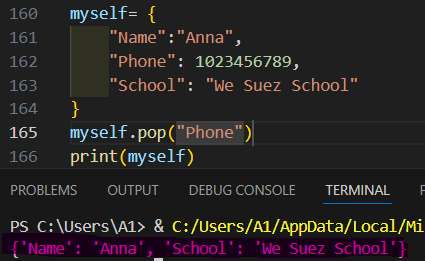 160 myself= {
161     "Name":"Anna",
162     "Phone": 1023456789,
163     "School": "We Suez School"
164 }
165 myself.pop("Phone")
166 print(myself)
PROBLEMS OUTPUT DEBUG CONSOLE TERMINAL
PS C:\Users\A1> & C:/Users/A1/AppData/Local/Mi
{'Name': 'Anna', 'School': 'We Suez School'}